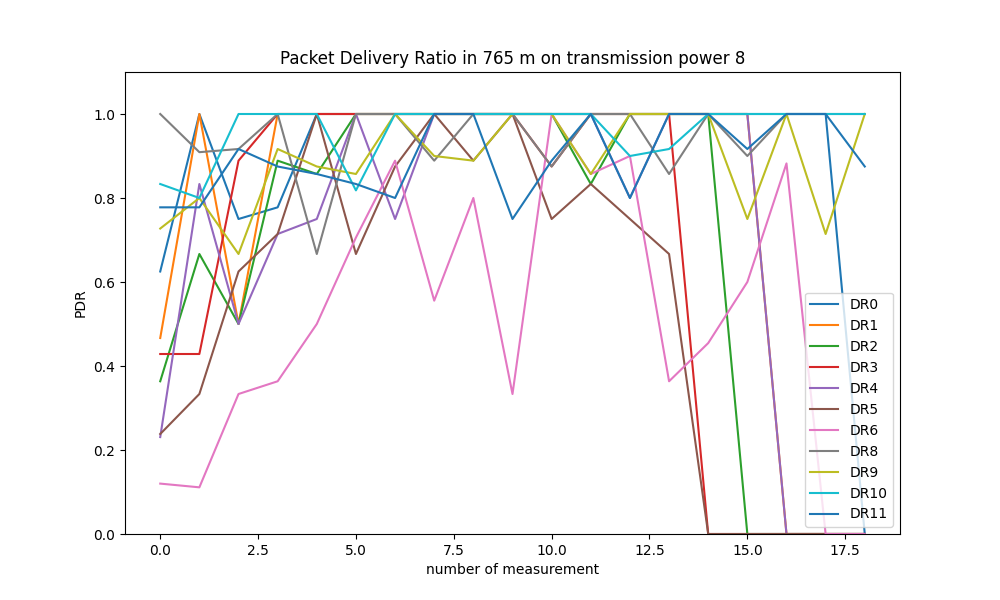 Packet Delivery Ratio in 765 m on transmission power 8
PDR
1.0
0.8
0.6
0.4
0.2
0.0
0.0 2.5 5.0 7.5 10.0 12.5 15.0 17.5
number of measurement
DR0
DR1
DR2
DR3
DR4
DR5
DR6
DR8
DR9
DR10
DR11